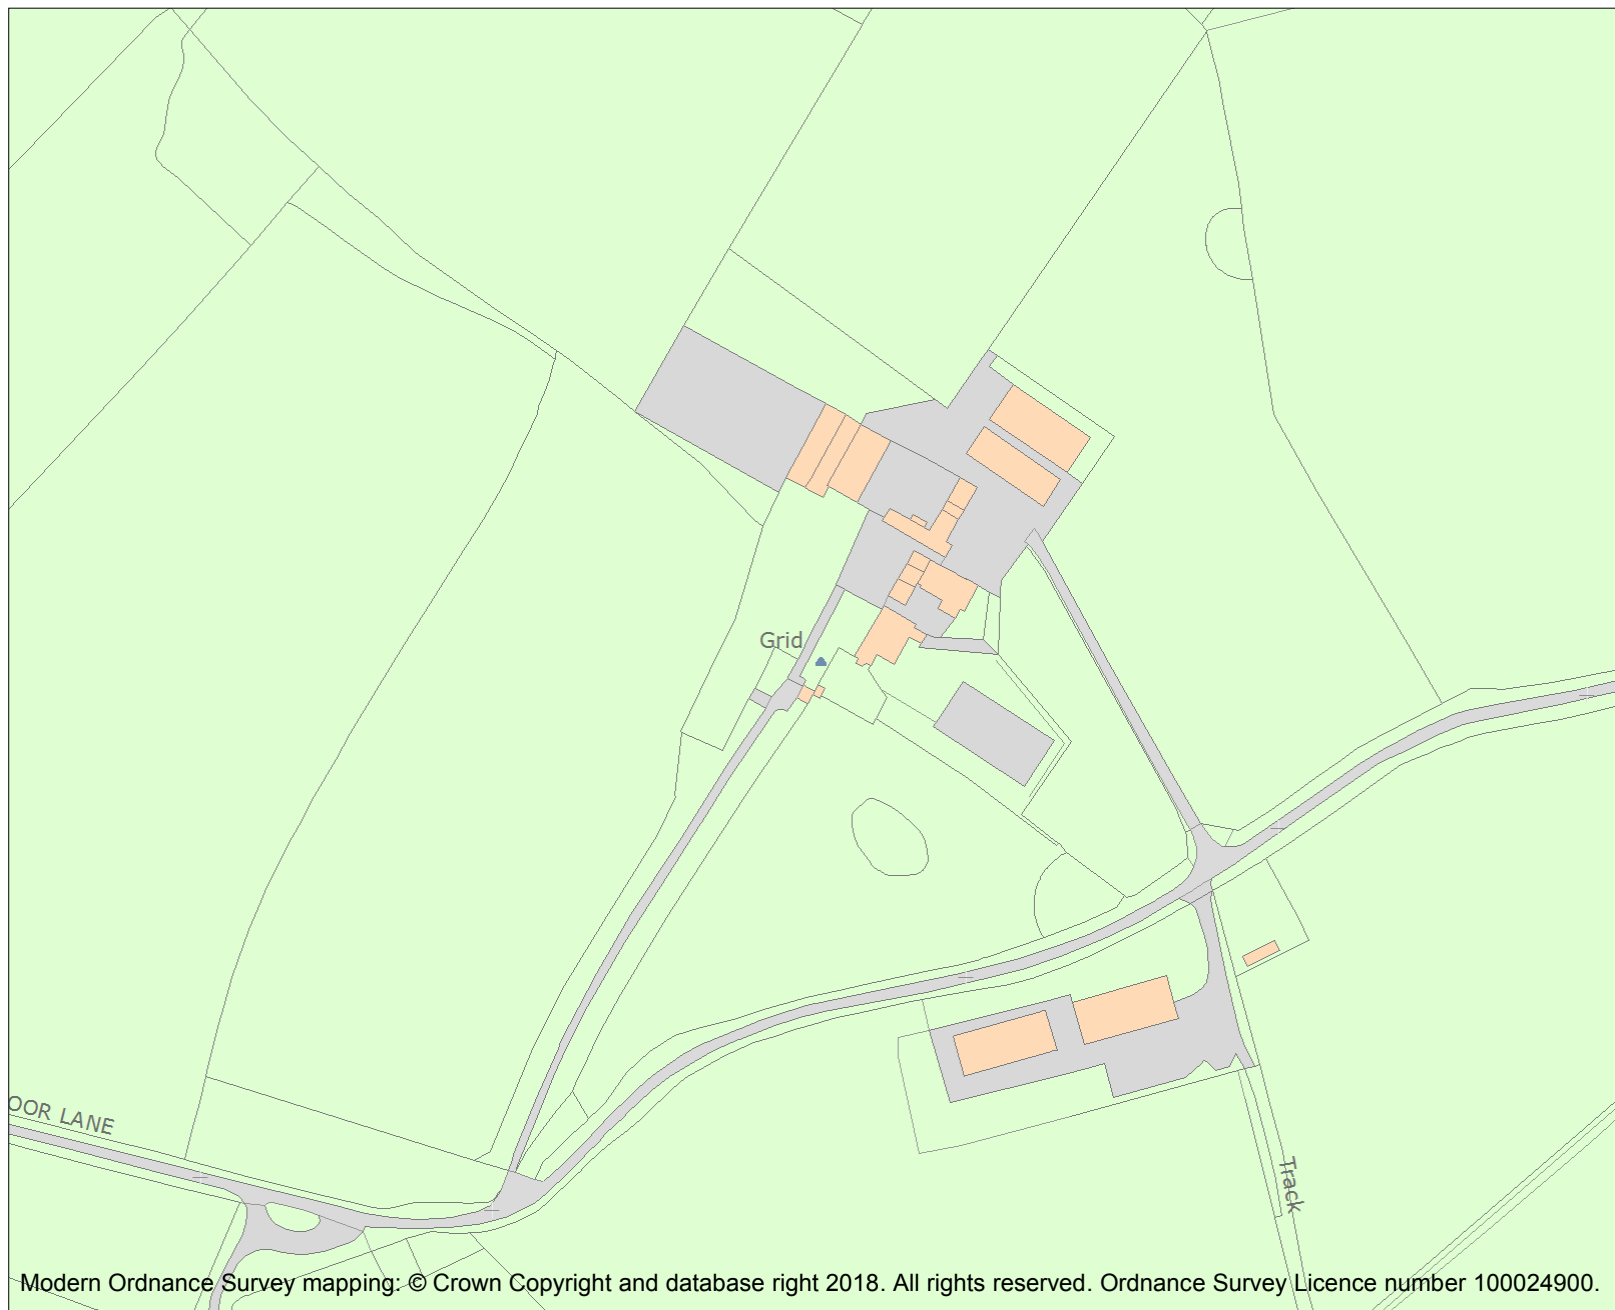 Grid
OOR LANE
Track
Modern Ordnance Survey mapping: © Crown Copyright and database right 2018. All rights reserved. Ordnance Survey Licence number 100024900.